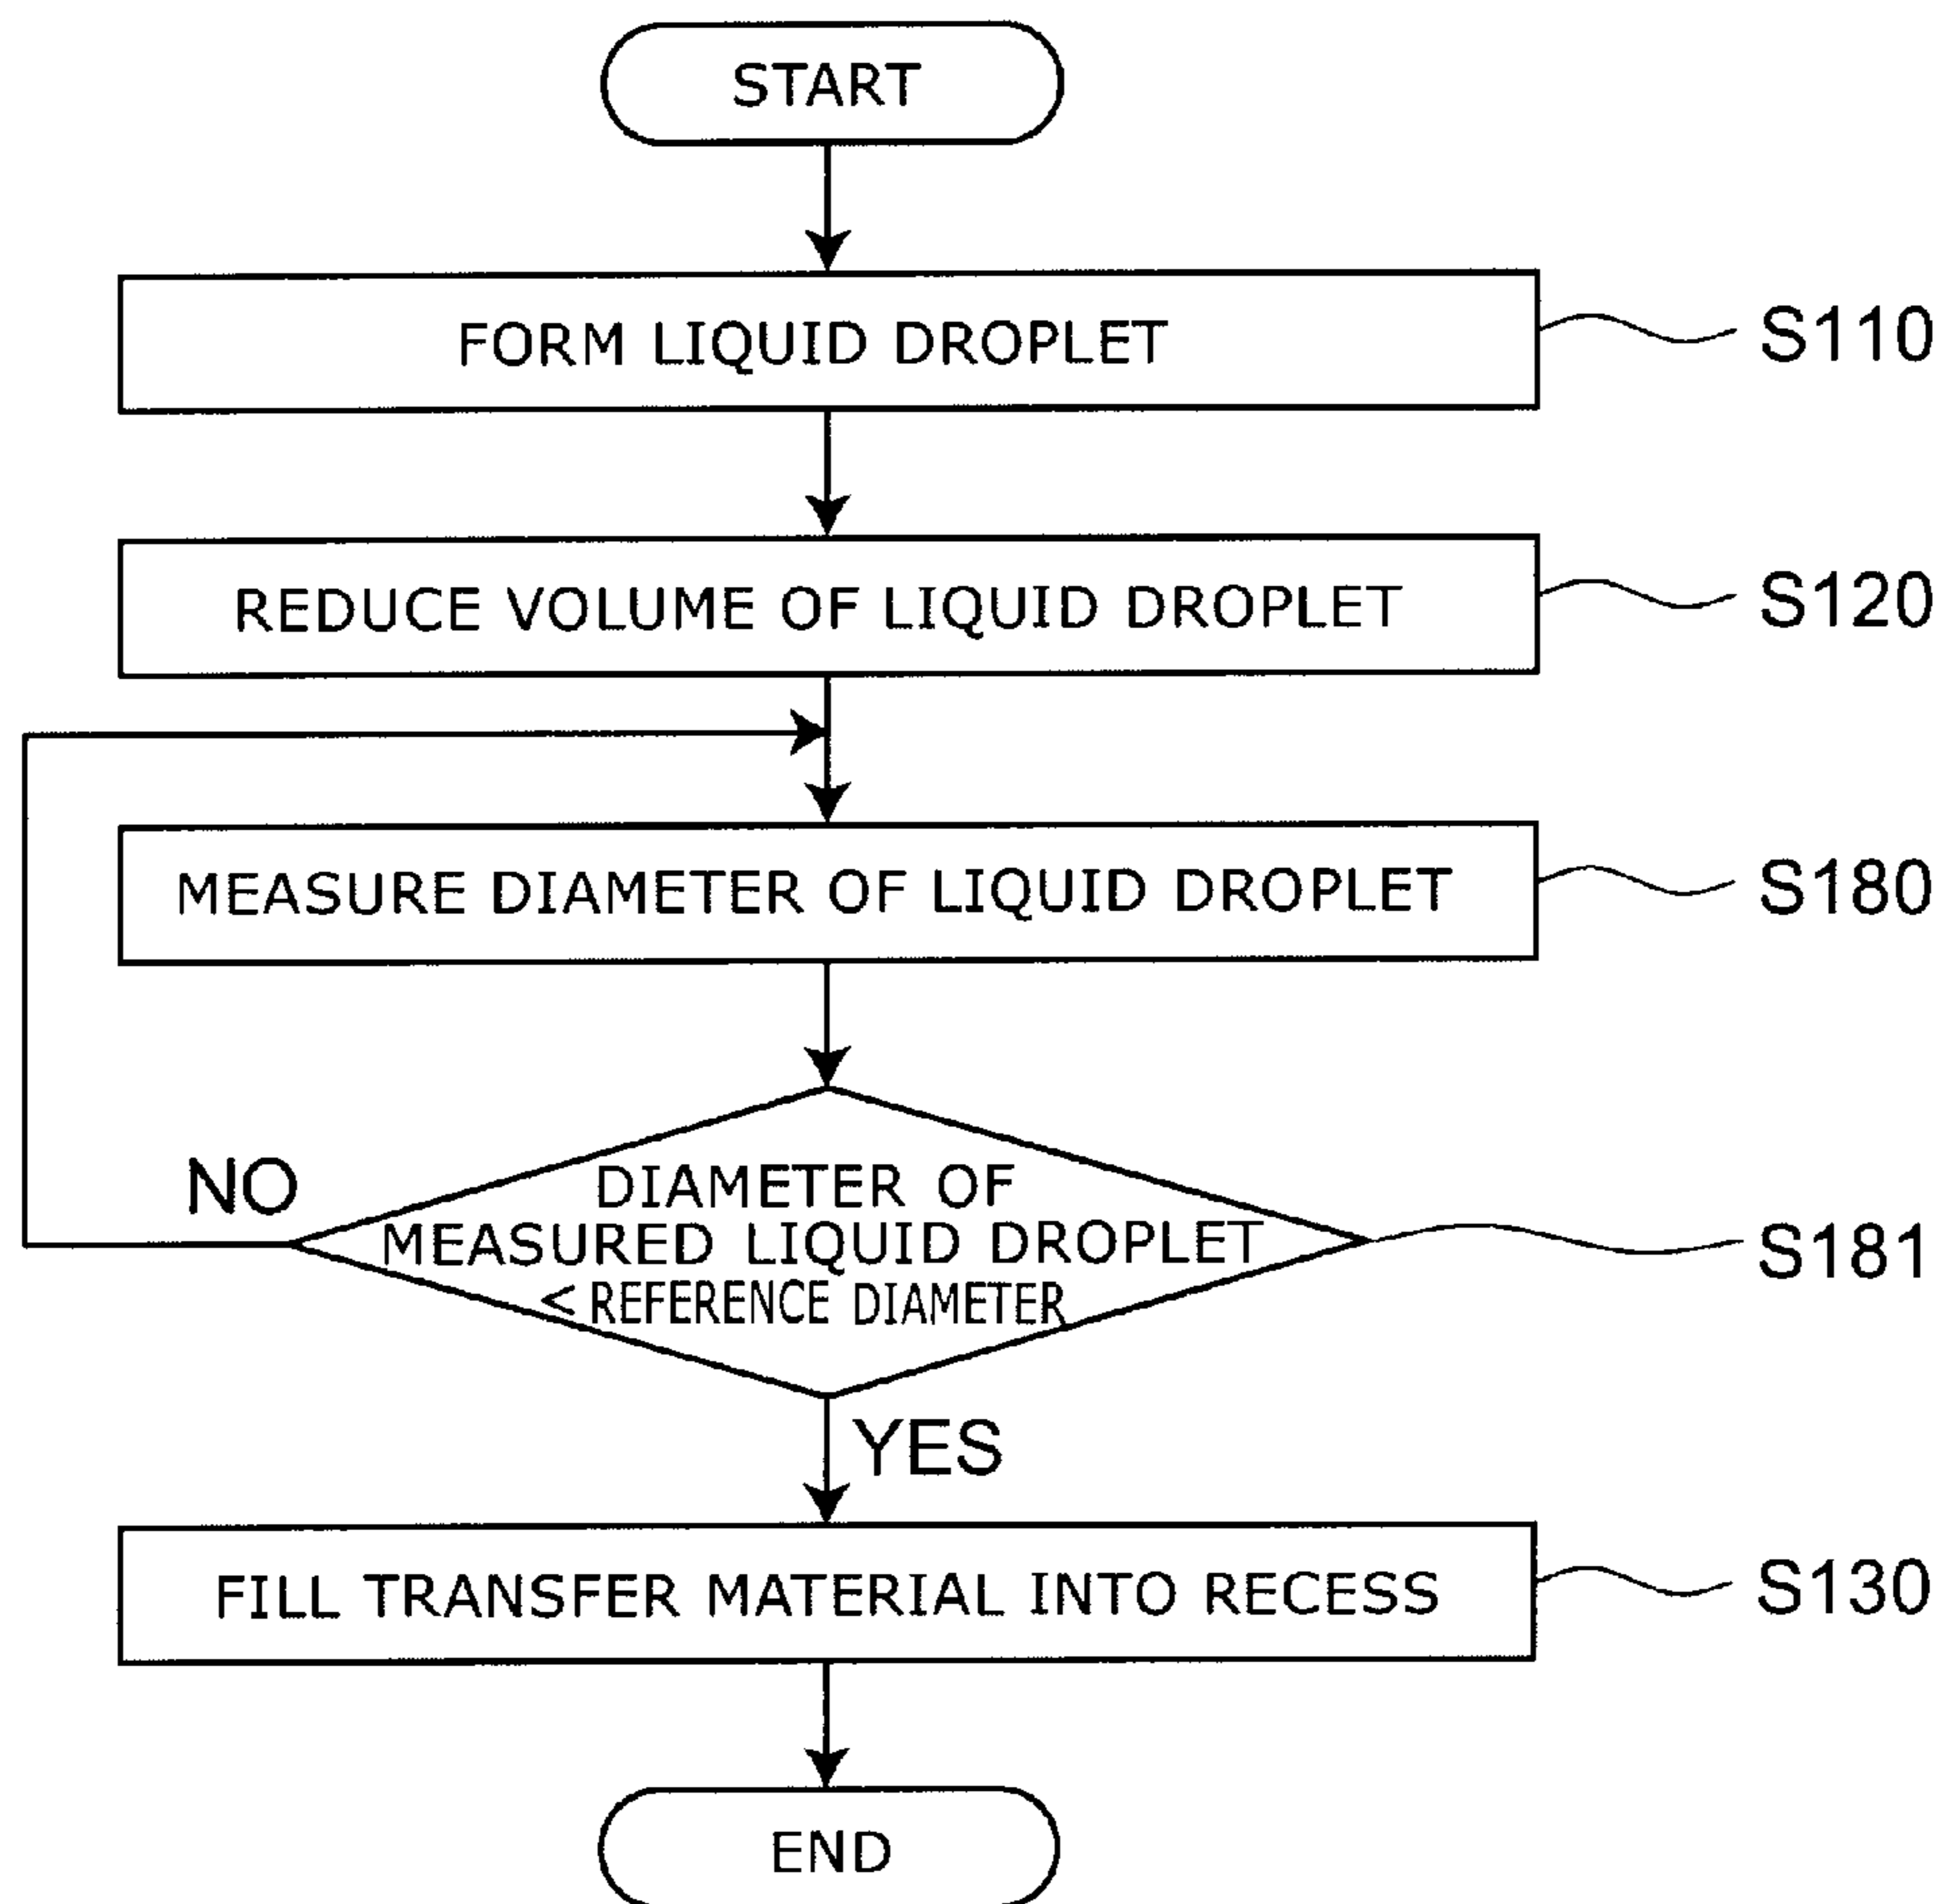 START
FORM LIQUID DROPLET
S110
REDUCE VOLUME OF LIQUID DROPLET
S120
MEASURE DIAMETER OF LIQUID DROPLET
S180
NO
DIAMETER OF
MEASURED LIQUID DROPLET
< REFERENCE DIAMETER
S181
YES
FILL TRANSFER MATERIAL INTO RECESS
S130
END